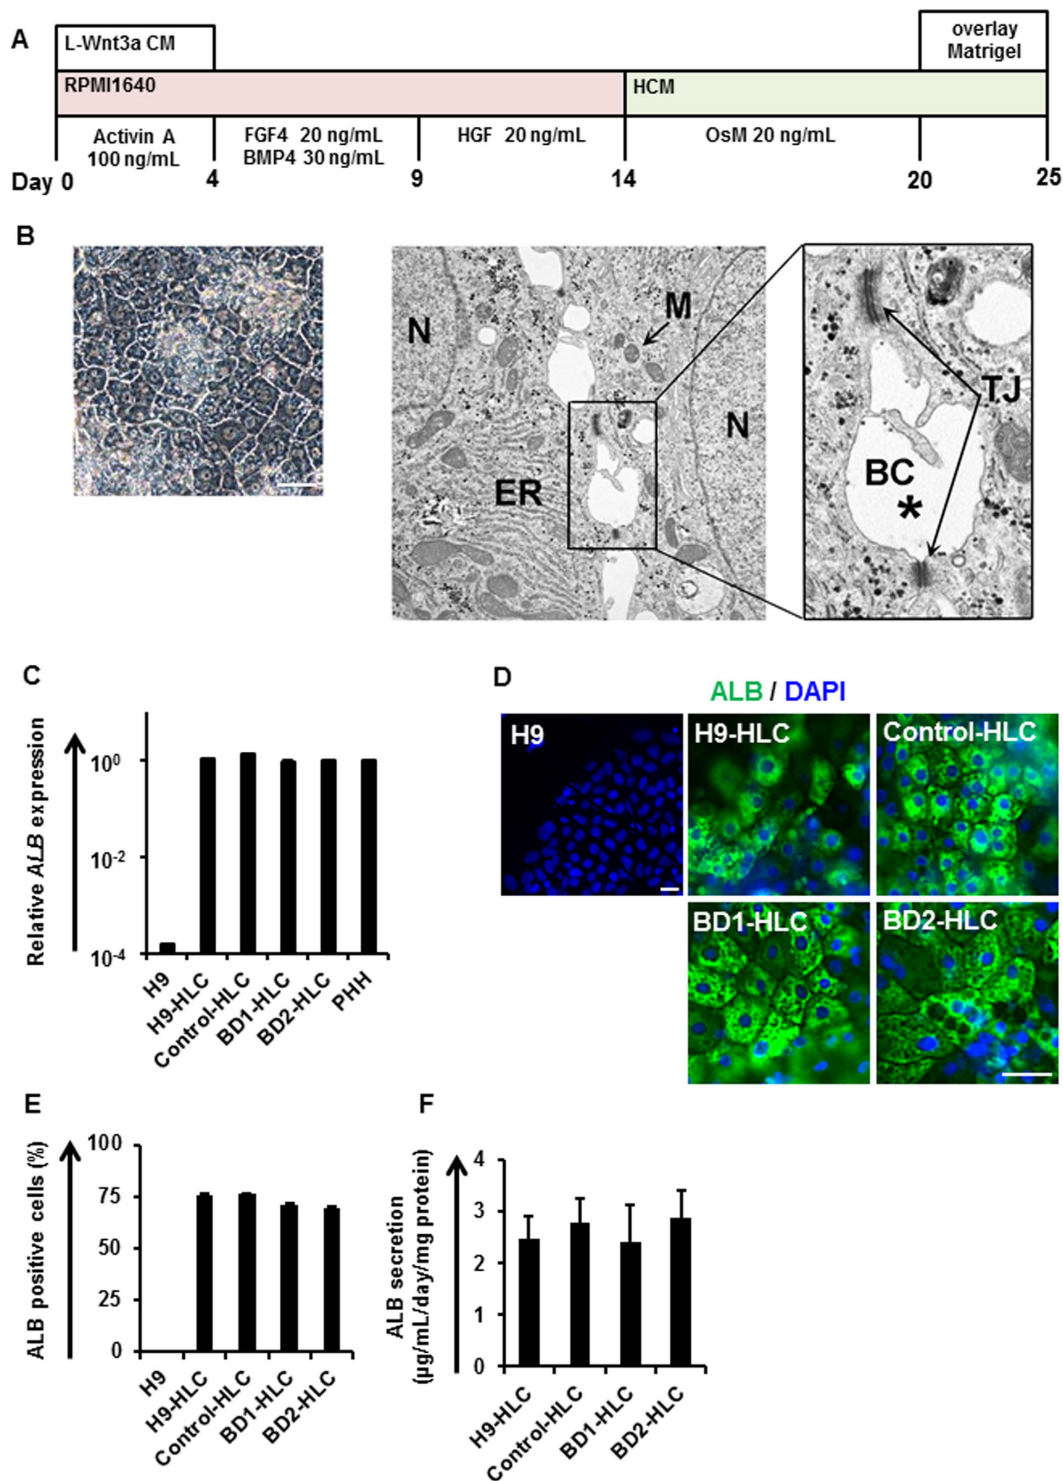 A
L-Wnt3a CM
overlay
Matrigel
RPMI1640
HCM
Activin A
100 ng/mL
FGF4 20 ng/mL
BMP4 30 ng/mL
HGF 20 ng/mL
OsM 20 ng/mL
Day 0
4
9
14
20
25
B
N
M
N
ER
TJ
BC
*
C
Relative ALB expression
10⁰
10⁻²
10⁻⁴
H9
H9-HLC
Control-HLC
BD1-HLC
BD2-HLC
PHH
D
ALB / DAPI
H9
H9-HLC
Control-HLC
BD1-HLC
BD2-HLC
E
ALB positive cells (%)
100
75
50
25
0
H9
H9-HLC
Control-HLC
BD1-HLC
BD2-HLC
F
ALB secretion
(µg/mL/day/mg protein)
4
3
2
1
0
H9-HLC
Control-HLC
BD1-HLC
BD2-HLC